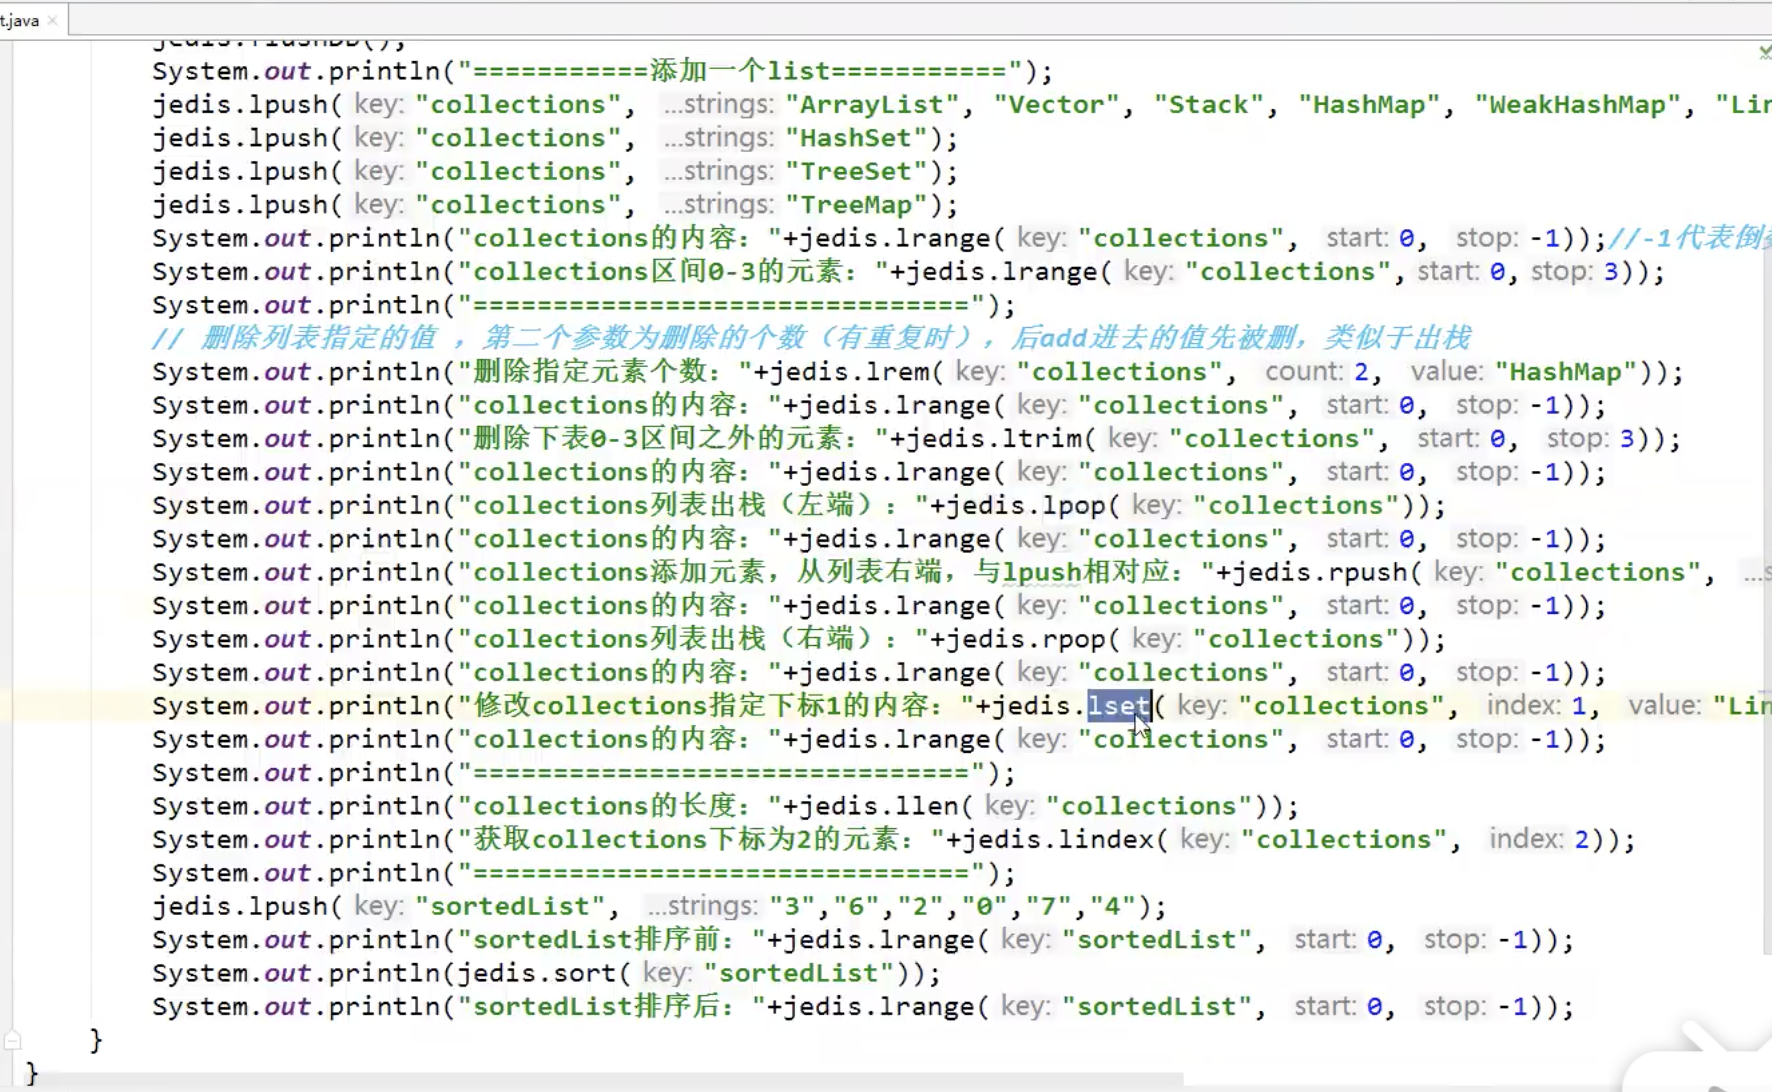 t.java
jedis.flushDB();
System.out.println("===========添加一个list===========");
jedis.lpush( key: "collections", ...strings: "ArrayList", "Vector", "Stack", "HashMap", "WeakHashMap", "Lin
jedis.lpush( key: "collections", ...strings: "HashSet");
jedis.lpush( key: "collections", ...strings: "TreeSet");
jedis.lpush( key: "collections", ...strings: "TreeMap");
System.out.println("collections的内容："+jedis.lrange( key: "collections", start: 0, stop: -1));//-1代表倒
System.out.println("collections区间0-3的元素："+jedis.lrange( key: "collections", start: 0, stop: 3));
System.out.println("===============================");
// 删除列表指定的值 ，第二个参数为删除的个数（有重复时），后add进去的值先被删，类似于出栈
System.out.println("删除指定元素个数："+jedis.lrem( key: "collections", count: 2, value: "HashMap"));
System.out.println("collections的内容："+jedis.lrange( key: "collections", start: 0, stop: -1));
System.out.println("删除下表0-3区间之外的元素："+jedis.ltrim( key: "collections", start: 0, stop: 3));
System.out.println("collections的内容："+jedis.lrange( key: "collections", start: 0, stop: -1));
System.out.println("collections列表出栈（左端）："+jedis.lpop( key: "collections"));
System.out.println("collections的内容："+jedis.lrange( key: "collections", start: 0, stop: -1));
System.out.println("collections添加元素，从列表右端，与lpush相对应："+jedis.rpush( key: "collections", ...s
System.out.println("collections的内容："+jedis.lrange( key: "collections", start: 0, stop: -1));
System.out.println("collections列表出栈（右端）："+jedis.rpop( key: "collections"));
System.out.println("collections的内容："+jedis.lrange( key: "collections", start: 0, stop: -1));
System.out.println("修改collections指定下标1的内容："+jedis.lset( key: "collections", index: 1, value: "Lin
System.out.println("collections的内容："+jedis.lrange( key: "collections", start: 0, stop: -1));
System.out.println("===============================");
System.out.println("collections的长度："+jedis.llen( key: "collections"));
System.out.println("获取collections下标为2的元素："+jedis.lindex( key: "collections", index: 2));
System.out.println("===============================");
jedis.lpush( key: "sortedList", ...strings: "3","6","2","0","7","4");
System.out.println("sortedList排序前："+jedis.lrange( key: "sortedList", start: 0, stop: -1));
System.out.println(jedis.sort( key: "sortedList"));
System.out.println("sortedList排序后："+jedis.lrange( key: "sortedList", start: 0, stop: -1));
}
}